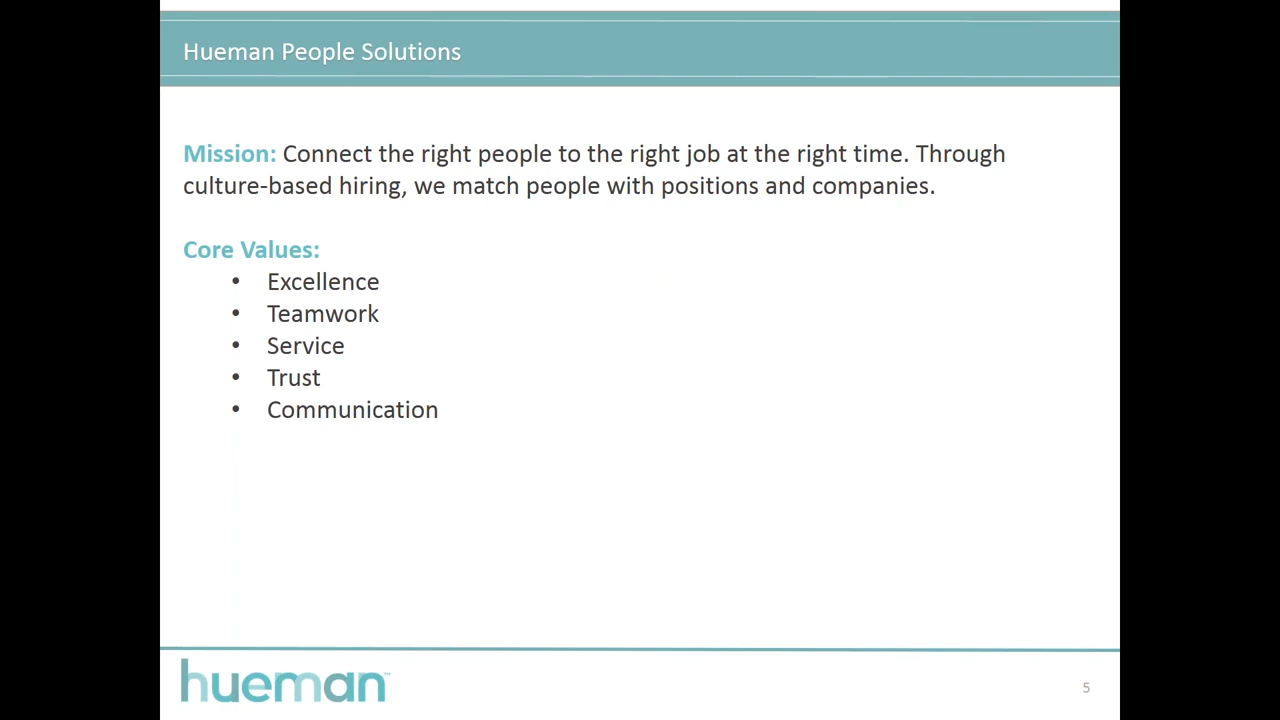 Hueman People Solutions
Mission: Connect the right people to the right job at the right time. Through
culture-based hiring, we match people with positions and companies.
Core Values:
• Excellence
• Teamwork
• Service
• Trust
• Communication
hueman™
5